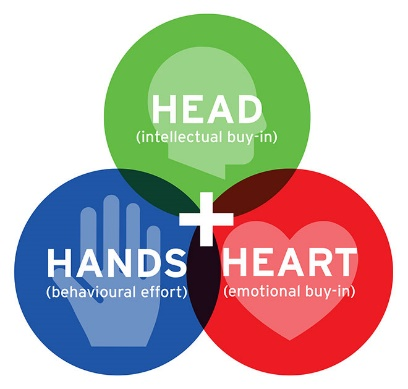 HEAD
(intellectual buy-in)
+
HANDS
(behavioural effort)
HEART
(emotional buy-in)